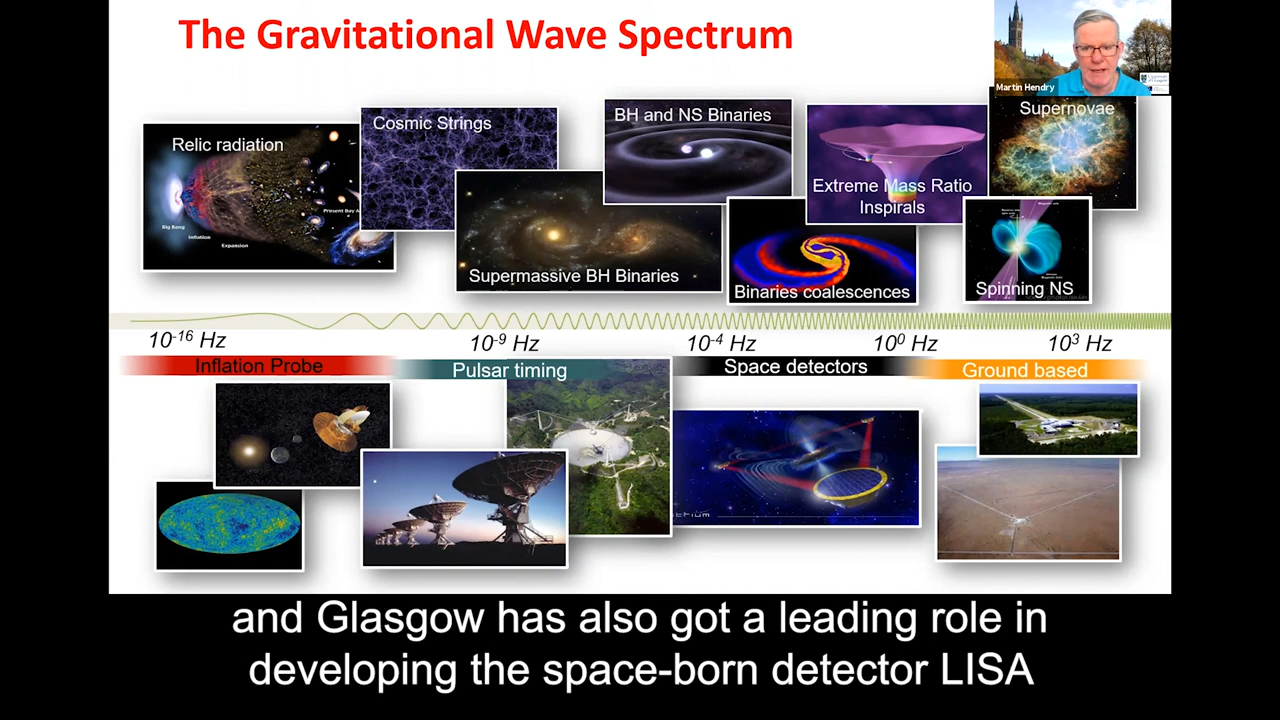 The Gravitational Wave Spectrum
Martin Hendry
Relic radiation
Big Bang
Inflation
Expansion
Present Day
Cosmic Strings
Supermassive BH Binaries
BH and NS Binaries
Binaries coalescences
Extreme Mass Ratio
Inspirals
Supernovae
Spinning NS
10⁻¹⁶ Hz
10⁻⁹ Hz
10⁻⁴ Hz
10⁰ Hz
10³ Hz
Inflation Probe
Pulsar timing
Space detectors
Ground based
and Glasgow has also got a leading role in
developing the space-born detector LISA